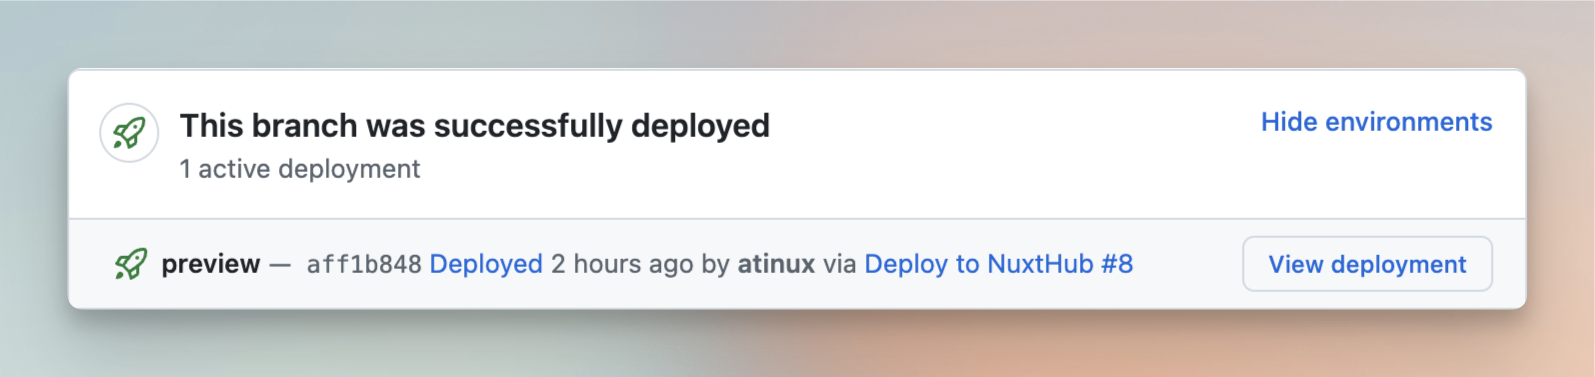 This branch was successfully deployed
Hide environments
1 active deployment
preview — aff1b848 Deployed 2 hours ago by atinux via Deploy to NuxtHub #8
View deployment